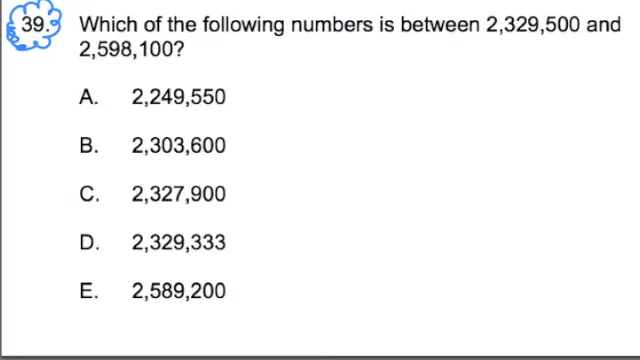 39. Which of the following numbers is between 2,329,500 and
2,598,100?
A. 2,249,550
B. 2,303,600
C. 2,327,900
D. 2,329,333
E. 2,589,200